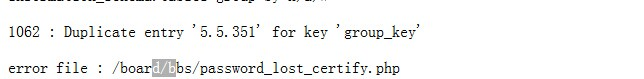 1062 : Duplicate entry '5.5.351' for key 'group_key'
error file : /board/bbs/password_lost_certify.php